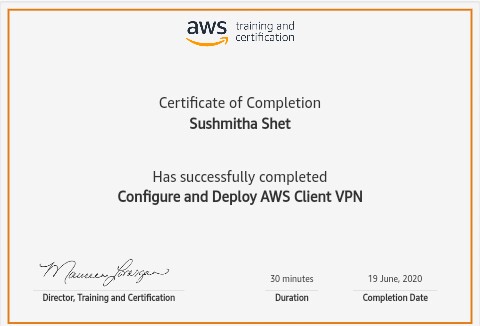 aws training and
certification
Certificate of Completion
Sushmitha Shet
Has successfully completed
Configure and Deploy AWS Client VPN
Maureen Lonergan
30 minutes
19 June, 2020
Director, Training and Certification
Duration
Completion Date